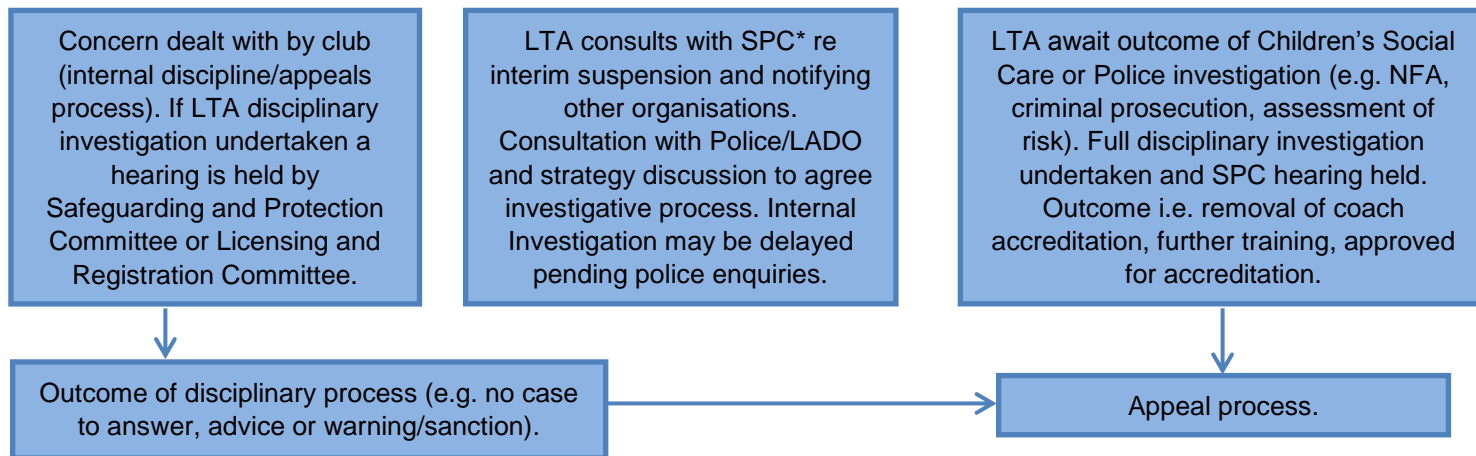 Concern dealt with by club
(internal discipline/appeals
process). If LTA disciplinary
investigation undertaken a
hearing is held by
Safeguarding and Protection
Committee or Licensing and
Registration Committee.
LTA consults with SPC* re
interim suspension and notifying
other organisations.
Consultation with Police/LADO
and strategy discussion to agree
investigative process. Internal
Investigation may be delayed
pending police enquiries.
LTA await outcome of Children’s Social
Care or Police investigation (e.g. NFA,
criminal prosecution, assessment of
risk). Full disciplinary investigation
undertaken and SPC hearing held.
Outcome i.e. removal of coach
accreditation, further training, approved
for accreditation.
Outcome of disciplinary process (e.g. no case
to answer, advice or warning/sanction).
Appeal process.